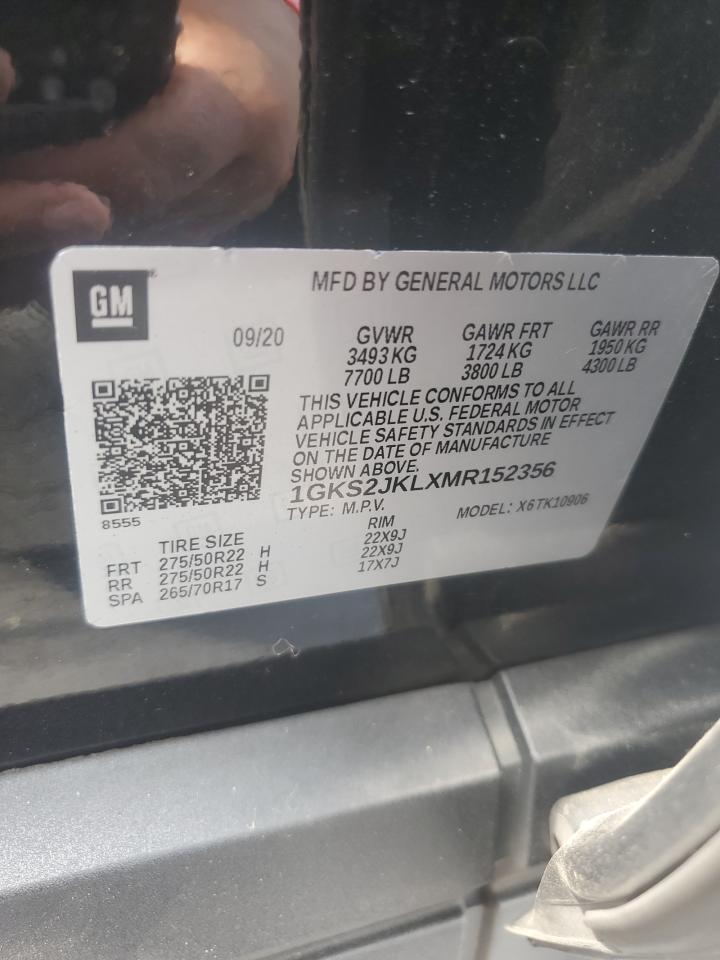 GM
MFD BY GENERAL MOTORS LLC
09/20
GVWR
3493 KG
7700 LB
GAWR FRT
1724 KG
3800 LB
GAWR RR
1950 KG
4300 LB
THIS VEHICLE CONFORMS TO ALL
APPLICABLE U.S. FEDERAL MOTOR
VEHICLE SAFETY STANDARDS IN EFFECT
ON THE DATE OF MANUFACTURE
SHOWN ABOVE.
1GKS2JKLXMR152356
TYPE: M.P.V.
MODEL: X6TK10906
8555
TIRE SIZE RIM
FRT 275/50R22 H 22X9J
RR 275/50R22 H 22X9J
SPA 265/70R17 S 17X7J